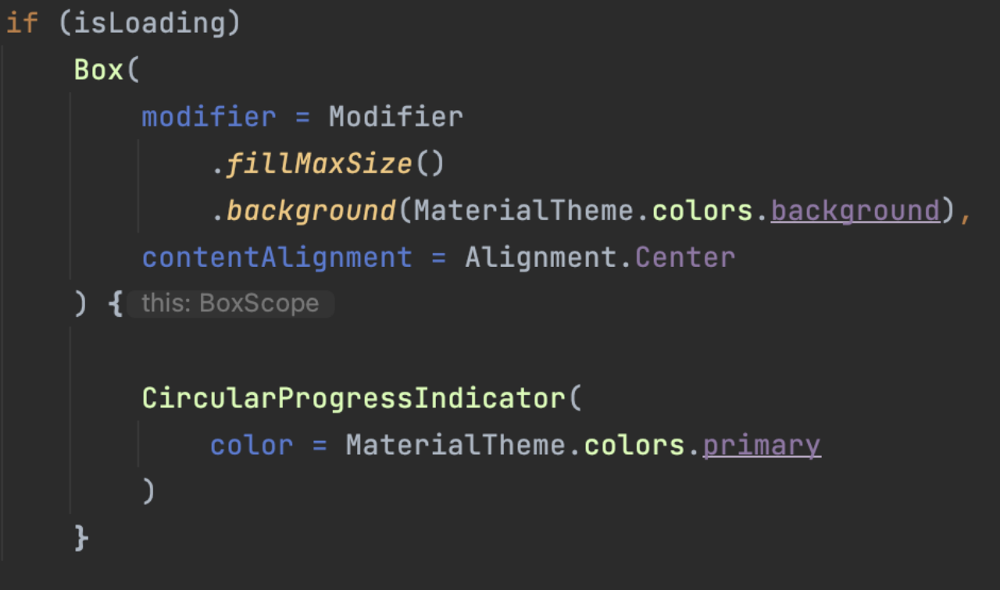 if (isLoading)
Box(
modifier = Modifier
.fillMaxSize()
.background(MaterialTheme.colors.background),
contentAlignment = Alignment.Center
) { this: BoxScope
CircularProgressIndicator(
color = MaterialTheme.colors.primary
)
}